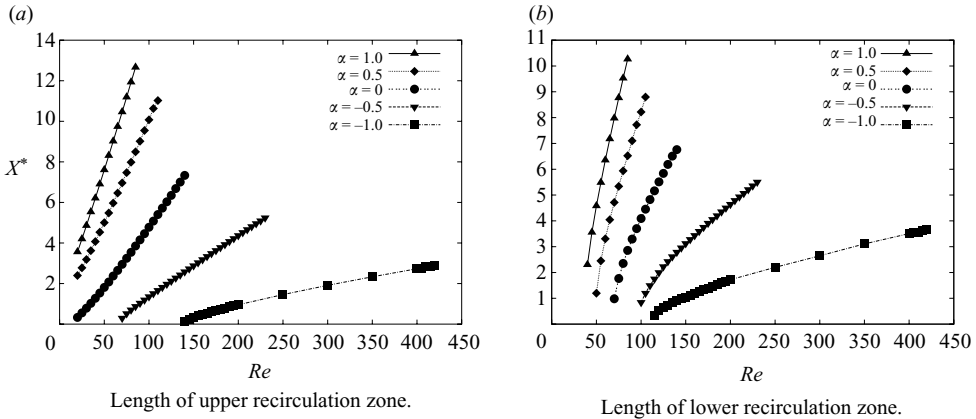 (a)
14
12
10
8
6
4
2
0
X*
α = 1.0
α = 0.5
α = 0
α = –0.5
α = –1.0
50 100 150 200 250 300 350 400 450
Re
Length of upper recirculation zone.
(b)
11
10
9
8
7
6
5
4
3
2
1
0
α = 1.0
α = 0.5
α = 0
α = –0.5
α = –1.0
50 100 150 200 250 300 350 400 450
Re
Length of lower recirculation zone.